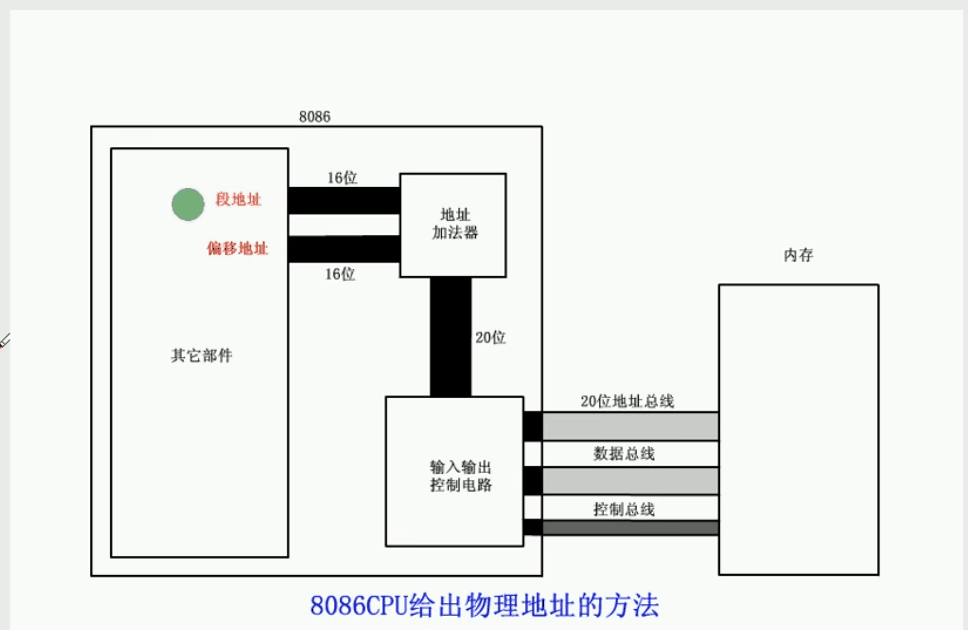 8086
16位
段地址
地址
加法器
偏移地址
16位
内存
20位
其它部件
20位地址总线
数据总线
输入输出
控制电路
控制总线
8086CPU给出物理地址的方法